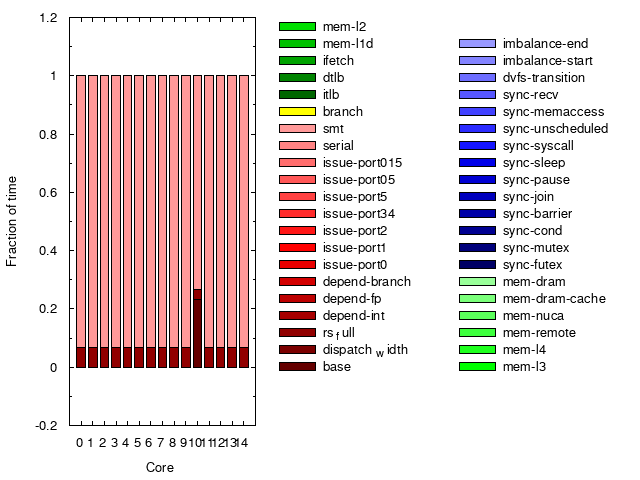 1.2
1
0.8
0.6
0.4
0.2
0
-0.2
Fraction of time
0 1 2 3 4 5 6 7 8 9 10 11 12 13 14
Core
mem-l2
mem-l1d
ifetch
dtlb
itlb
branch
smt
serial
issue-port015
issue-port05
issue-port5
issue-port34
issue-port2
issue-port1
issue-port0
depend-branch
depend-fp
depend-int
rs_full
dispatch_width
base
imbalance-end
imbalance-start
dvfs-transition
sync-recv
sync-memaccess
sync-unscheduled
sync-syscall
sync-sleep
sync-pause
sync-join
sync-barrier
sync-cond
sync-mutex
sync-futex
mem-dram
mem-dram-cache
mem-nuca
mem-remote
mem-l4
mem-l3